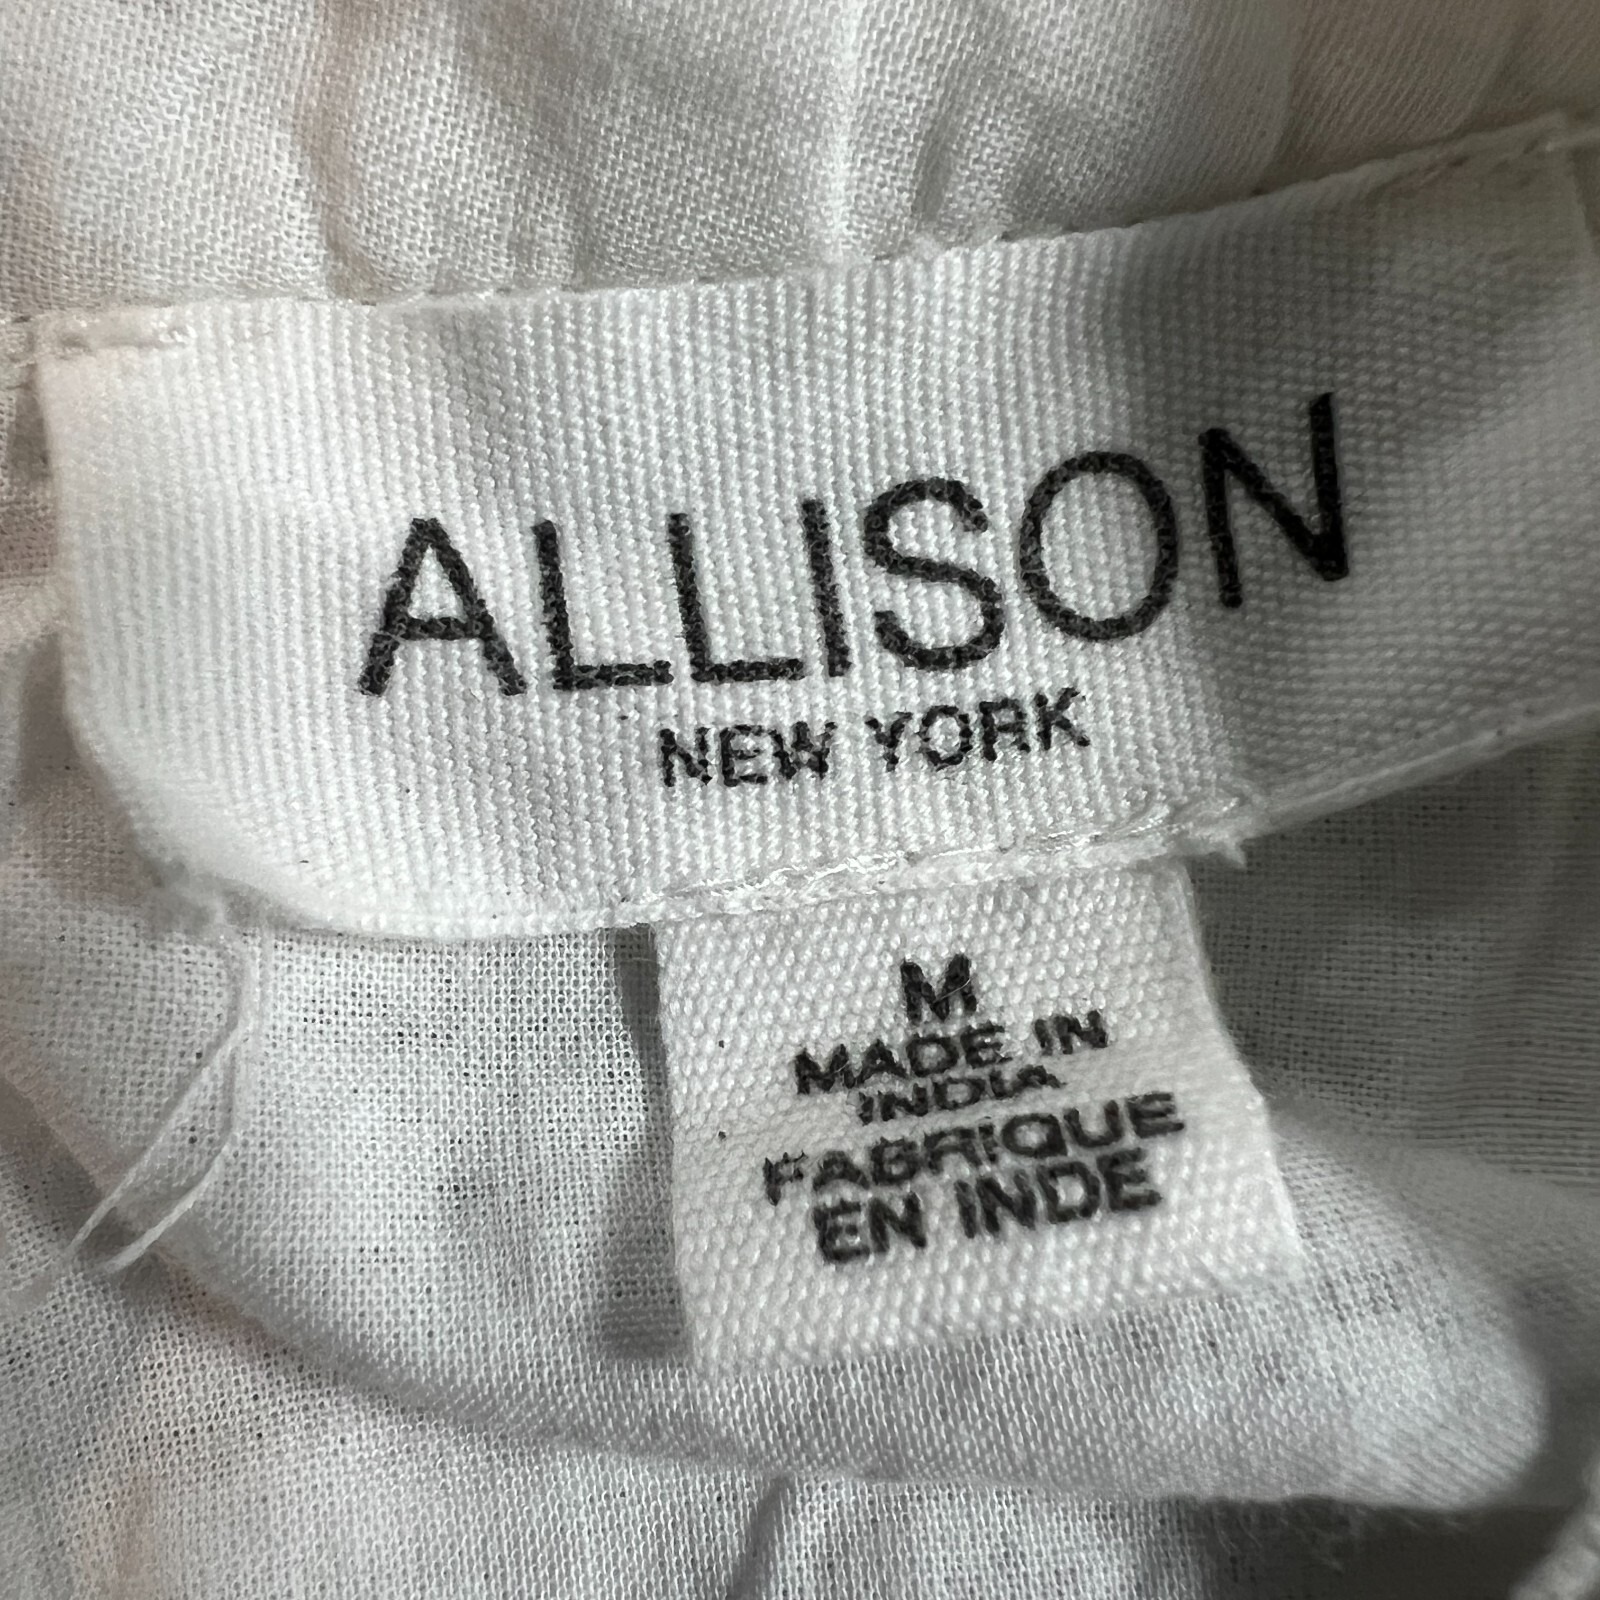 ALLISON
NEW YORK
M
MADE IN
INDIA
FABRIQUE
EN INDE